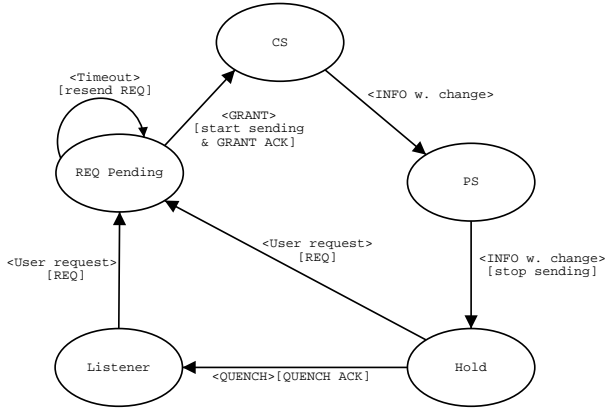 CS
<Timeout>
[resend REQ]
<INFO w. change>
<GRANT>
[start sending
& GRANT ACK]
REQ Pending
PS
<User request>
[REQ]
<User request>
[REQ]
<INFO w. change>
[stop sending]
Listener
Hold
<QUENCH>[QUENCH ACK]